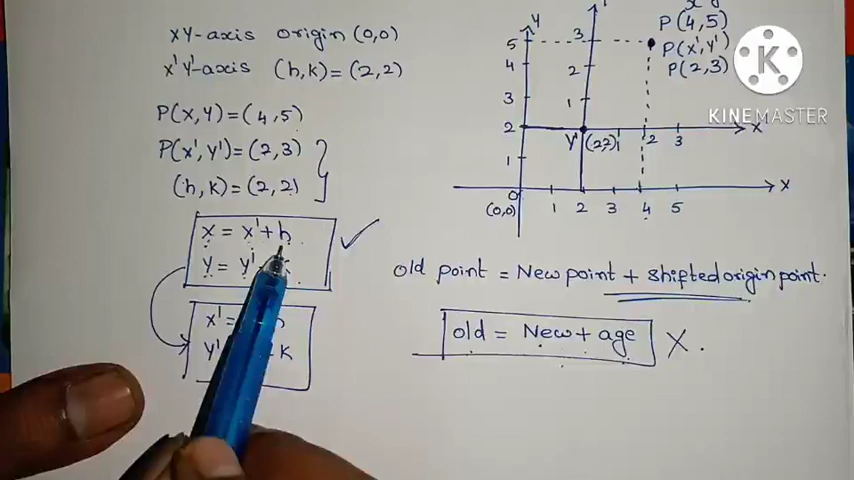 XY-axis origin (0,0)
x'y'-axis (h,k)=(2,2)
P(x,y)=(4,5)
P(x',y')=(2,3)
(h,k)=(2,2)
x = x'+h
y = y'
x'=
y' k
Y
5
4
3
2
1
0
(0,0)
1 2 3 4 5
X
3
2
1
Y' (2,2) 1 2 3
X
P(4,5)
P(x',y')
P(2,3)
K
KINEMASTER
old point = New point + shifted origin point.
old = New + age X.